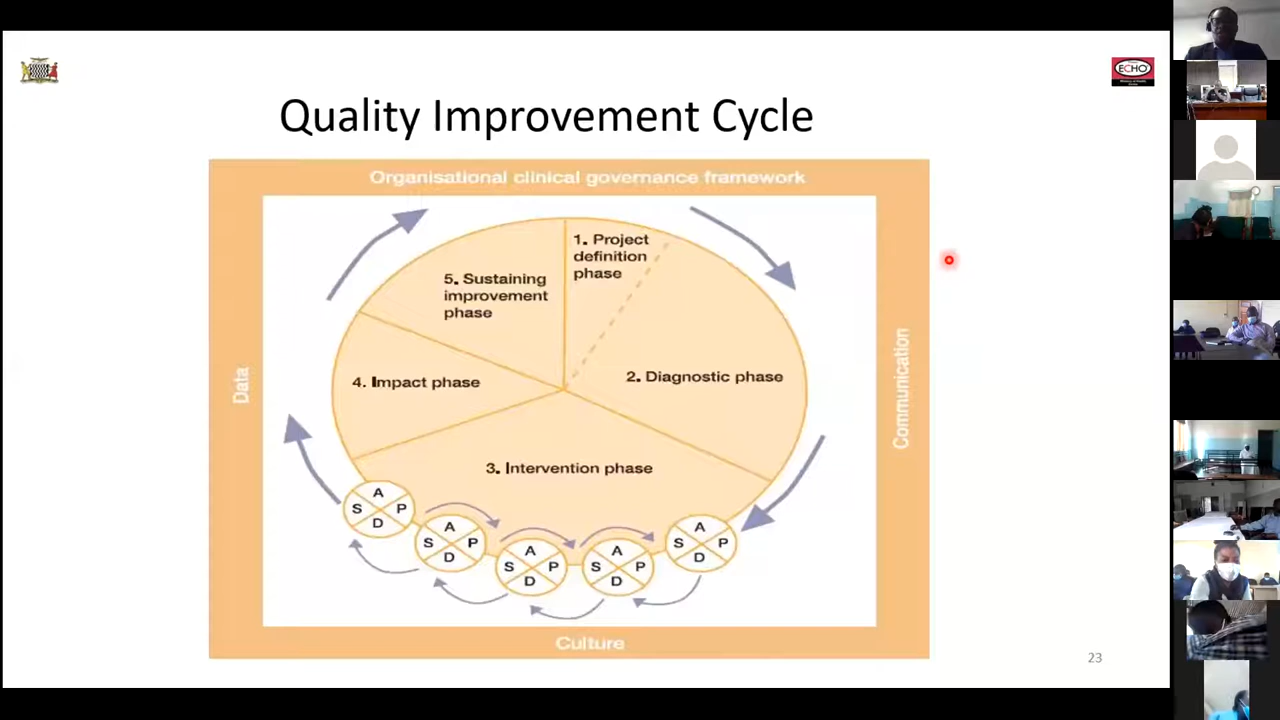 ECHO
Quality Improvement Cycle
Organisational clinical governance framework
1. Project
definition
phase
5. Sustaining
improvement
phase
Data
Communication
4. Impact phase
2. Diagnostic phase
3. Intervention phase
A
S P
D
A
S P
D
A
S P
D
A
S P
D
A
S P
D
Culture
23